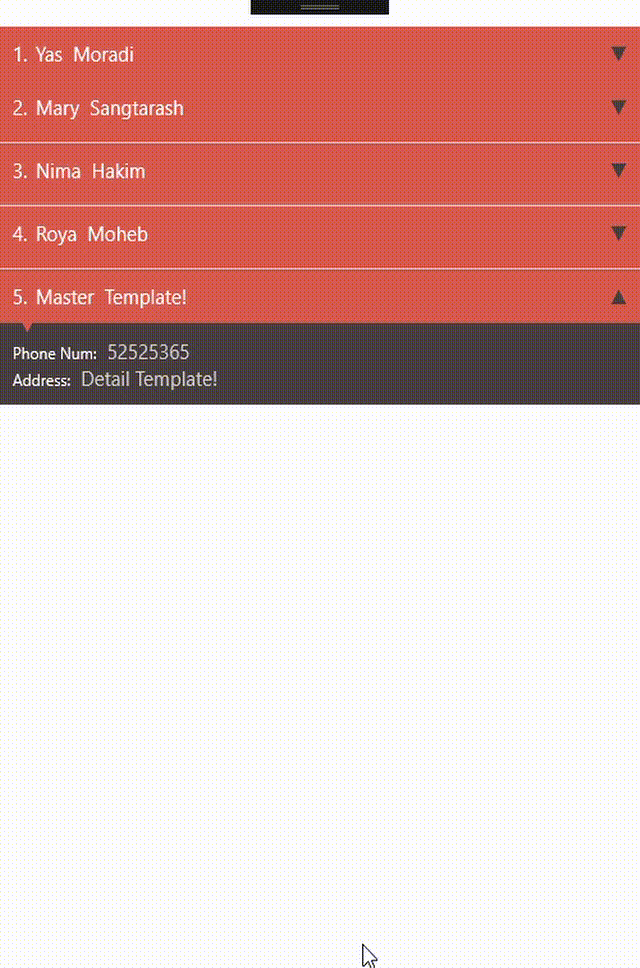 1. Yas Moradi
2. Mary Sangtarash
3. Nima Hakim
4. Roya Moheb
5. Master Template!
Phone Num: 52525365
Address: Detail Template!